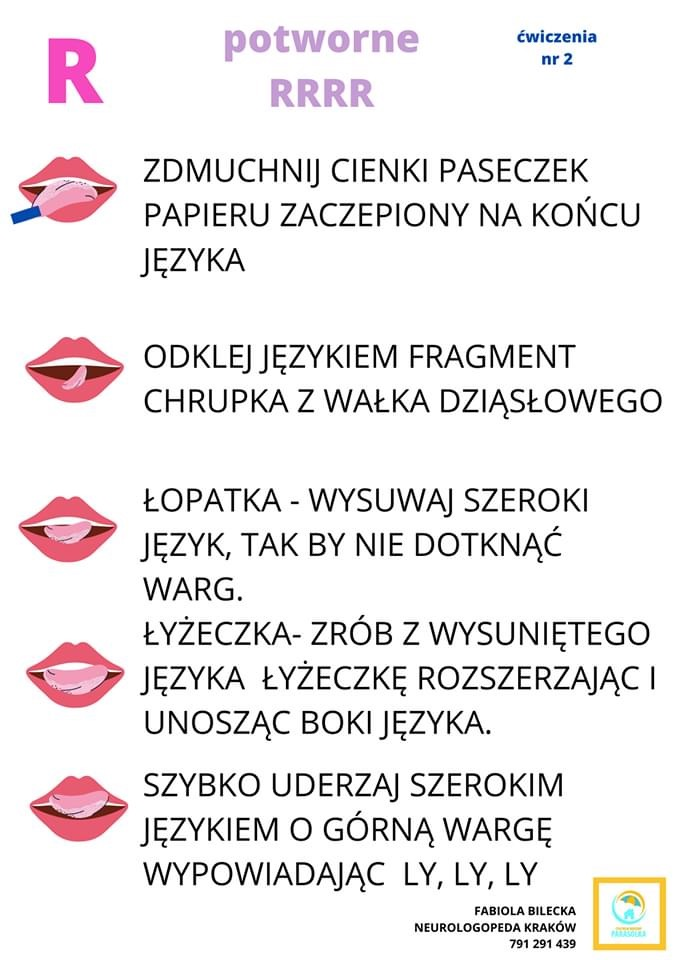 R
potworne
RRRR
ćwiczenia
nr 2
ZDMUCHNIJ CIENKI PASECZEK
PAPIERU ZACZEPIONY NA KOŃCU
JĘZYKA
ODKLEJ JĘZYKIEM FRAGMENT
CHRUPKA Z WAŁKA DZIĄSŁOWEGO
ŁOPATKA - WYSUWAJ SZEROKI
JĘZYK, TAK BY NIE DOTKNĄĆ
WARG.
ŁYŻECZKA- ZRÓB Z WYSUNIĘTEGO
JĘZYKA ŁYŻECZKĘ ROZSZERZAJĄC I
UNOSZĄC BOKI JĘZYKA.
SZYBKO UDERZAJ SZEROKIM
JĘZYKIEM O GÓRNĄ WARGĘ
WYPOWIADAJĄC LY, LY, LY
FABIOLA BILECKA
NEUROLOGOPEDA KRAKÓW
791 291 439
PARASOLKA